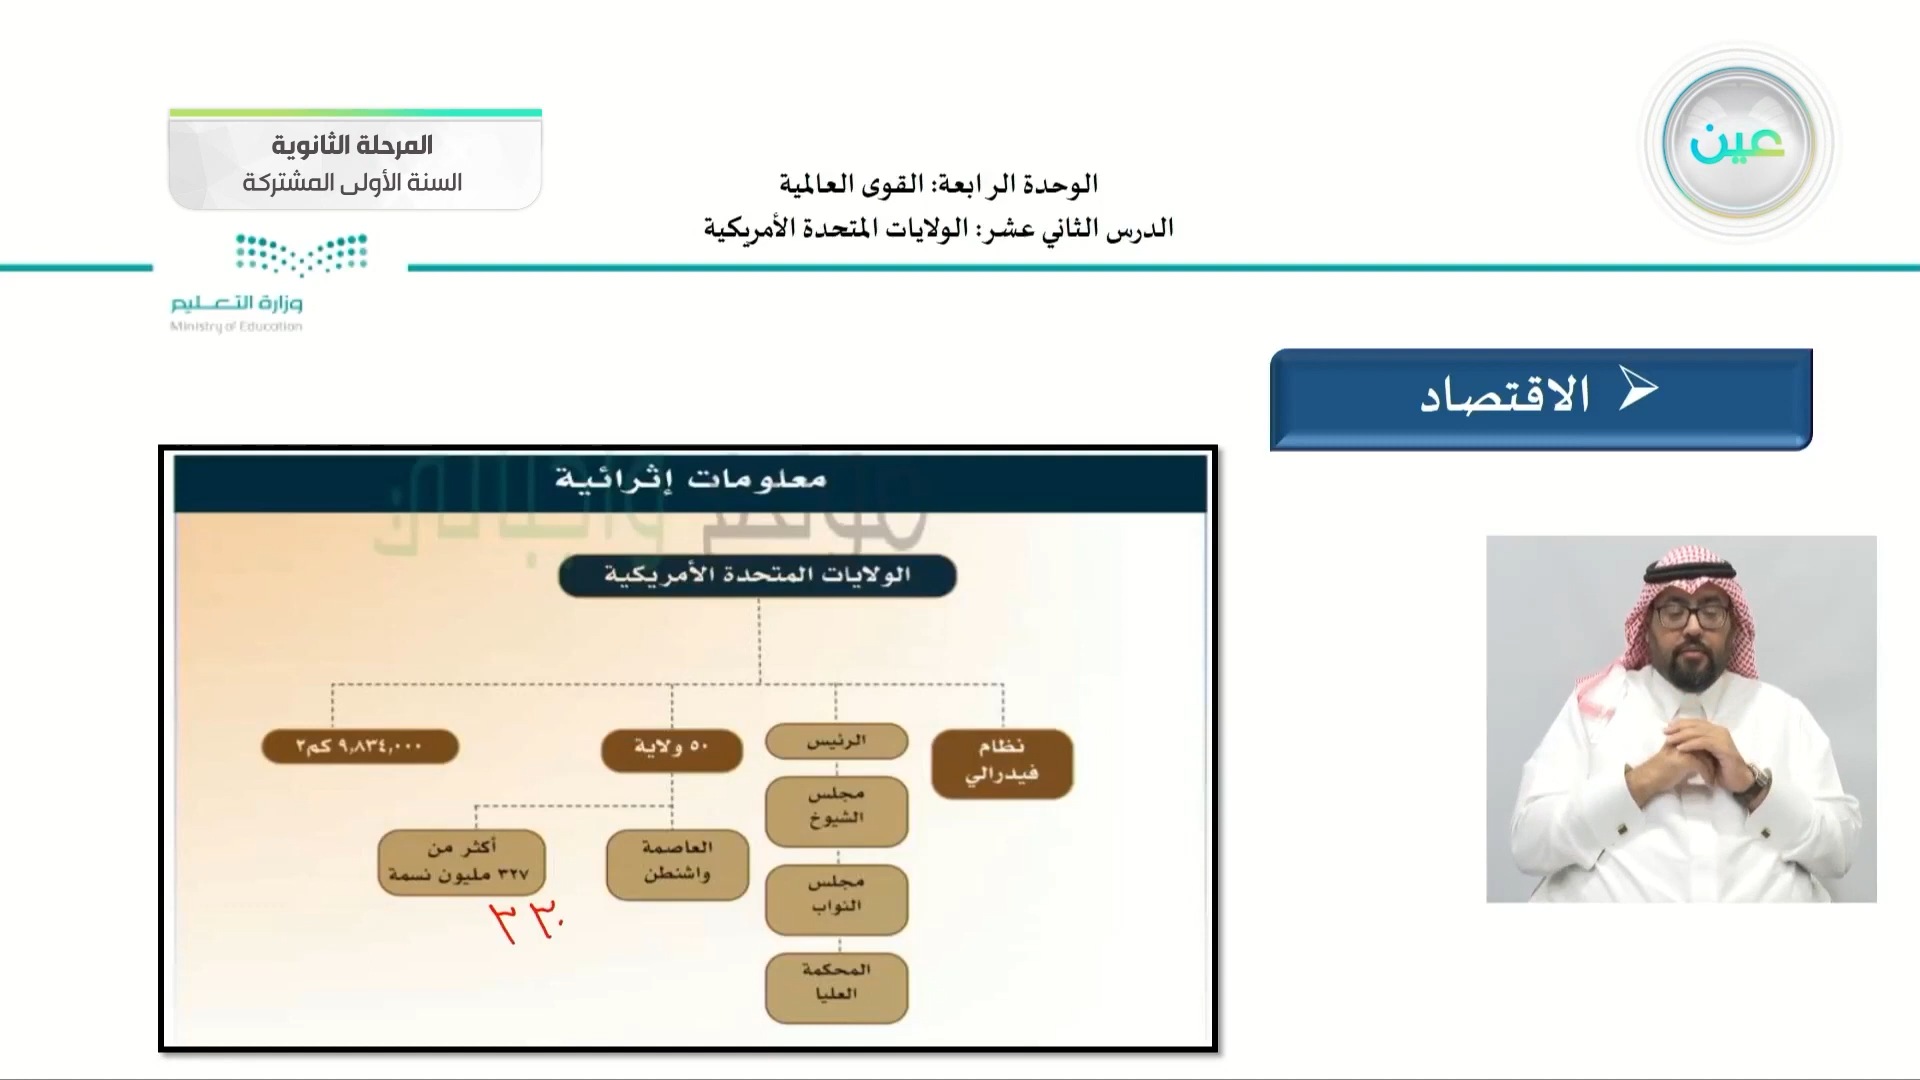 عين
المرحلة الثانوية
السنة الأولى المشتركة
الوحدة الرابعة: القوى العالمية
الدرس الثاني عشر: الولايات المتحدة الأمريكية
وزارة التعليم
Ministry of Education
الاقتصاد
معلومات إثرائية
الولايات المتحدة الأمريكية
نظام
فيدرالي
الرئيس
مجلس
الشيوخ
مجلس
النواب
المحكمة
العليا
٥٠ ولاية
العاصمة
واشنطن
أكثر من
٣٢٧ مليون نسمة
٩,٨٣٤,٠٠٠ كم٢